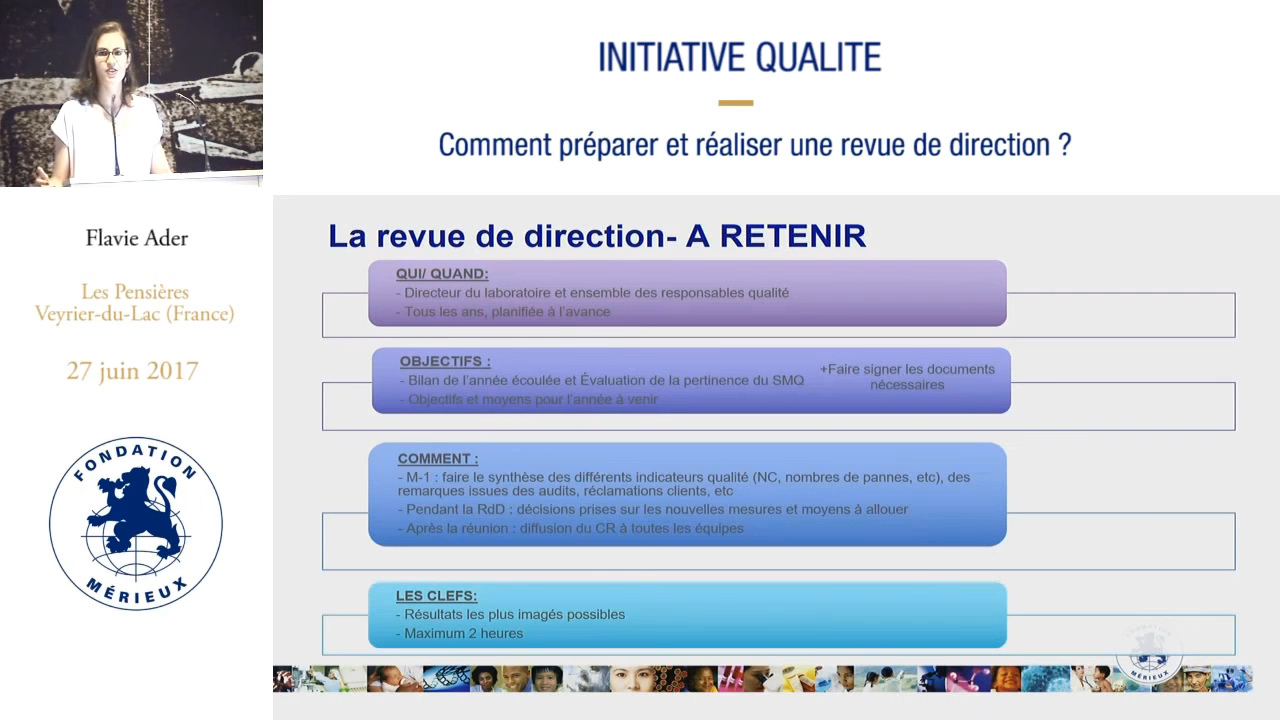 INITIATIVE QUALITE
Comment préparer et réaliser une revue de direction ?
Flavie Ader
Les Pensières
Veyrier-du-Lac (France)
27 juin 2017
FONDATION
MÉRIEUX
La revue de direction- A RETENIR
QUI/ QUAND:
- Directeur du laboratoire et ensemble des responsables qualité
- Tous les ans, planifiée à l'avance
OBJECTIFS :
- Bilan de l'année écoulée et Évaluation de la pertinence du SMQ
- Objectifs et moyens pour l'année à venir
+Faire signer les documents
nécessaires
COMMENT :
- M-1 : faire le synthèse des différents indicateurs qualité (NC, nombres de pannes, etc), des
remarques issues des audits, réclamations clients, etc
- Pendant la RdD : décisions prises sur les nouvelles mesures et moyens à allouer
- Après la réunion : diffusion du CR à toutes les équipes
LES CLEFS:
- Résultats les plus imagés possibles
- Maximum 2 heures
FONDATION
MÉRIEUX